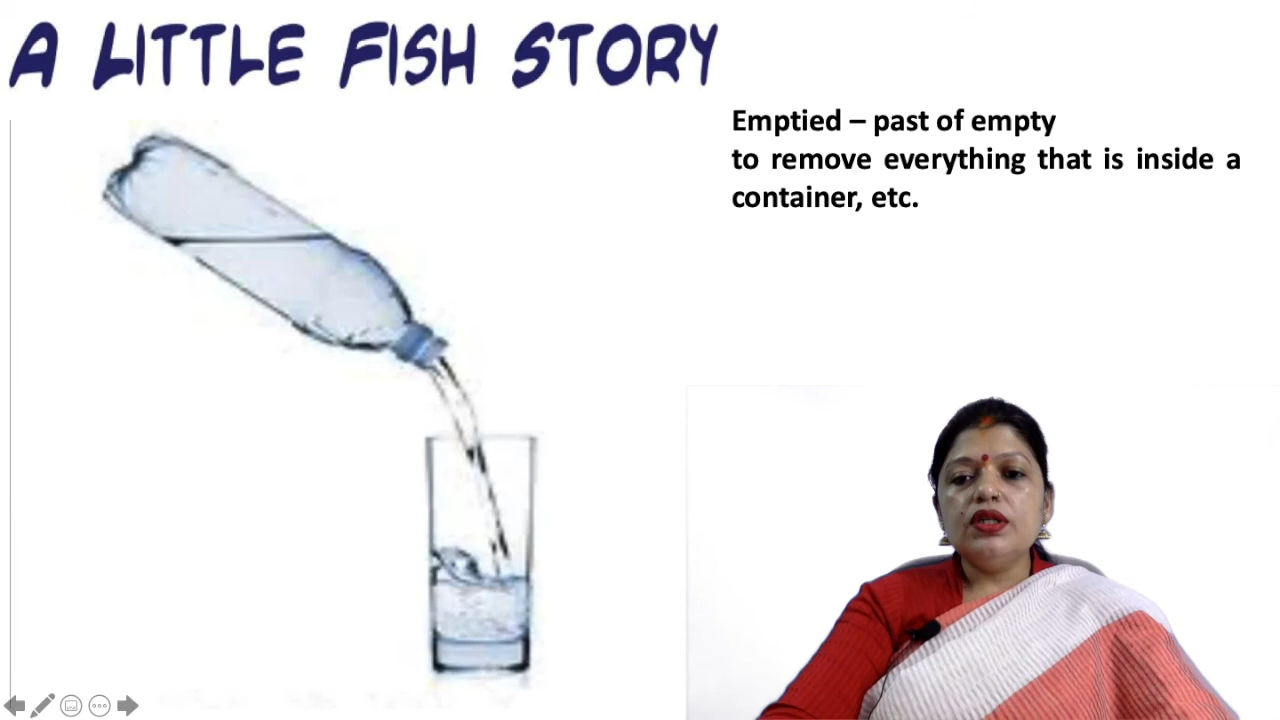 A LITTLE FISH STORY
Emptied – past of empty
to remove everything that is inside a
container, etc.